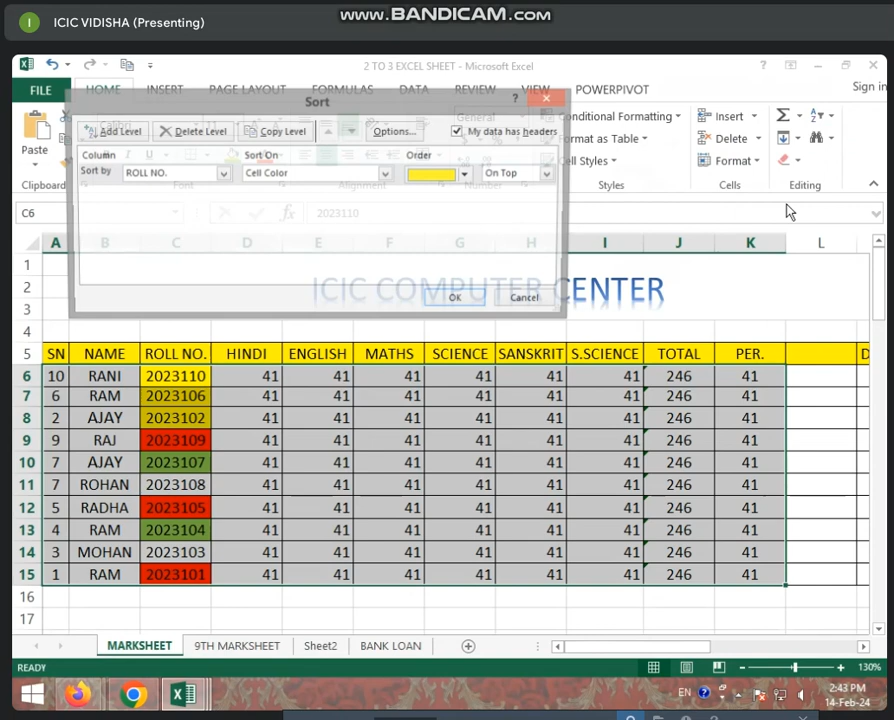 WWW.BANDICAM.COM
I ICIC VIDISHA (Presenting)
2 TO 3 EXCEL SHEET - Microsoft Excel
Sign in
FILE HOME INSERT PAGE LAYOUT FORMULAS DATA REVIEW VIEW POWERPIVOT
Sort
Add Level Delete Level Copy Level Options... My data has headers
Column Sort On Order
Sort by ROLL NO. Cell Color On Top
OK Cancel
Paste
Clipboard Font Alignment Number Styles Cells Editing
Calibri General
Conditional Formatting Insert
Format as Table Delete
Cell Styles Format
C6 2023110
A B C D E F G H I J K L
1
2 ICIC COMPUTER CENTER
3
4
5 SN NAME ROLL NO. HINDI ENGLISH MATHS SCIENCE SANSKRIT S.SCIENCE TOTAL PER. D
6 10 RANI 2023110 41 41 41 41 41 41 246 41
7 6 RAM 2023106 41 41 41 41 41 41 246 41
8 2 AJAY 2023102 41 41 41 41 41 41 246 41
9 9 RAJ 2023109 41 41 41 41 41 41 246 41
10 7 AJAY 2023107 41 41 41 41 41 41 246 41
11 7 ROHAN 2023108 41 41 41 41 41 41 246 41
12 5 RADHA 2023105 41 41 41 41 41 41 246 41
13 4 RAM 2023104 41 41 41 41 41 41 246 41
14 3 MOHAN 2023103 41 41 41 41 41 41 246 41
15 1 RAM 2023101 41 41 41 41 41 41 246 41
16
17
MARKSHEET 9TH MARKSHEET Sheet2 BANK LOAN
READY 130%
EN 2:43 PM
14-Feb-24